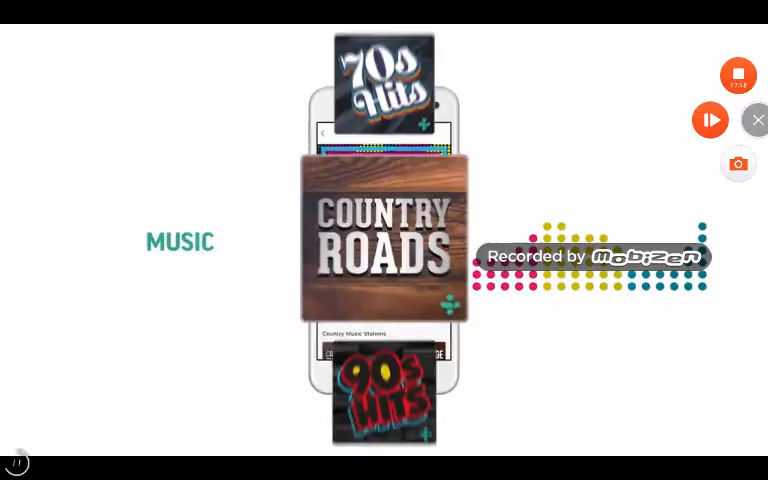 '70s
Hits
COUNTRY
ROADS
MUSIC
Recorded by mobizen
Country Music Stations
90s
HITS